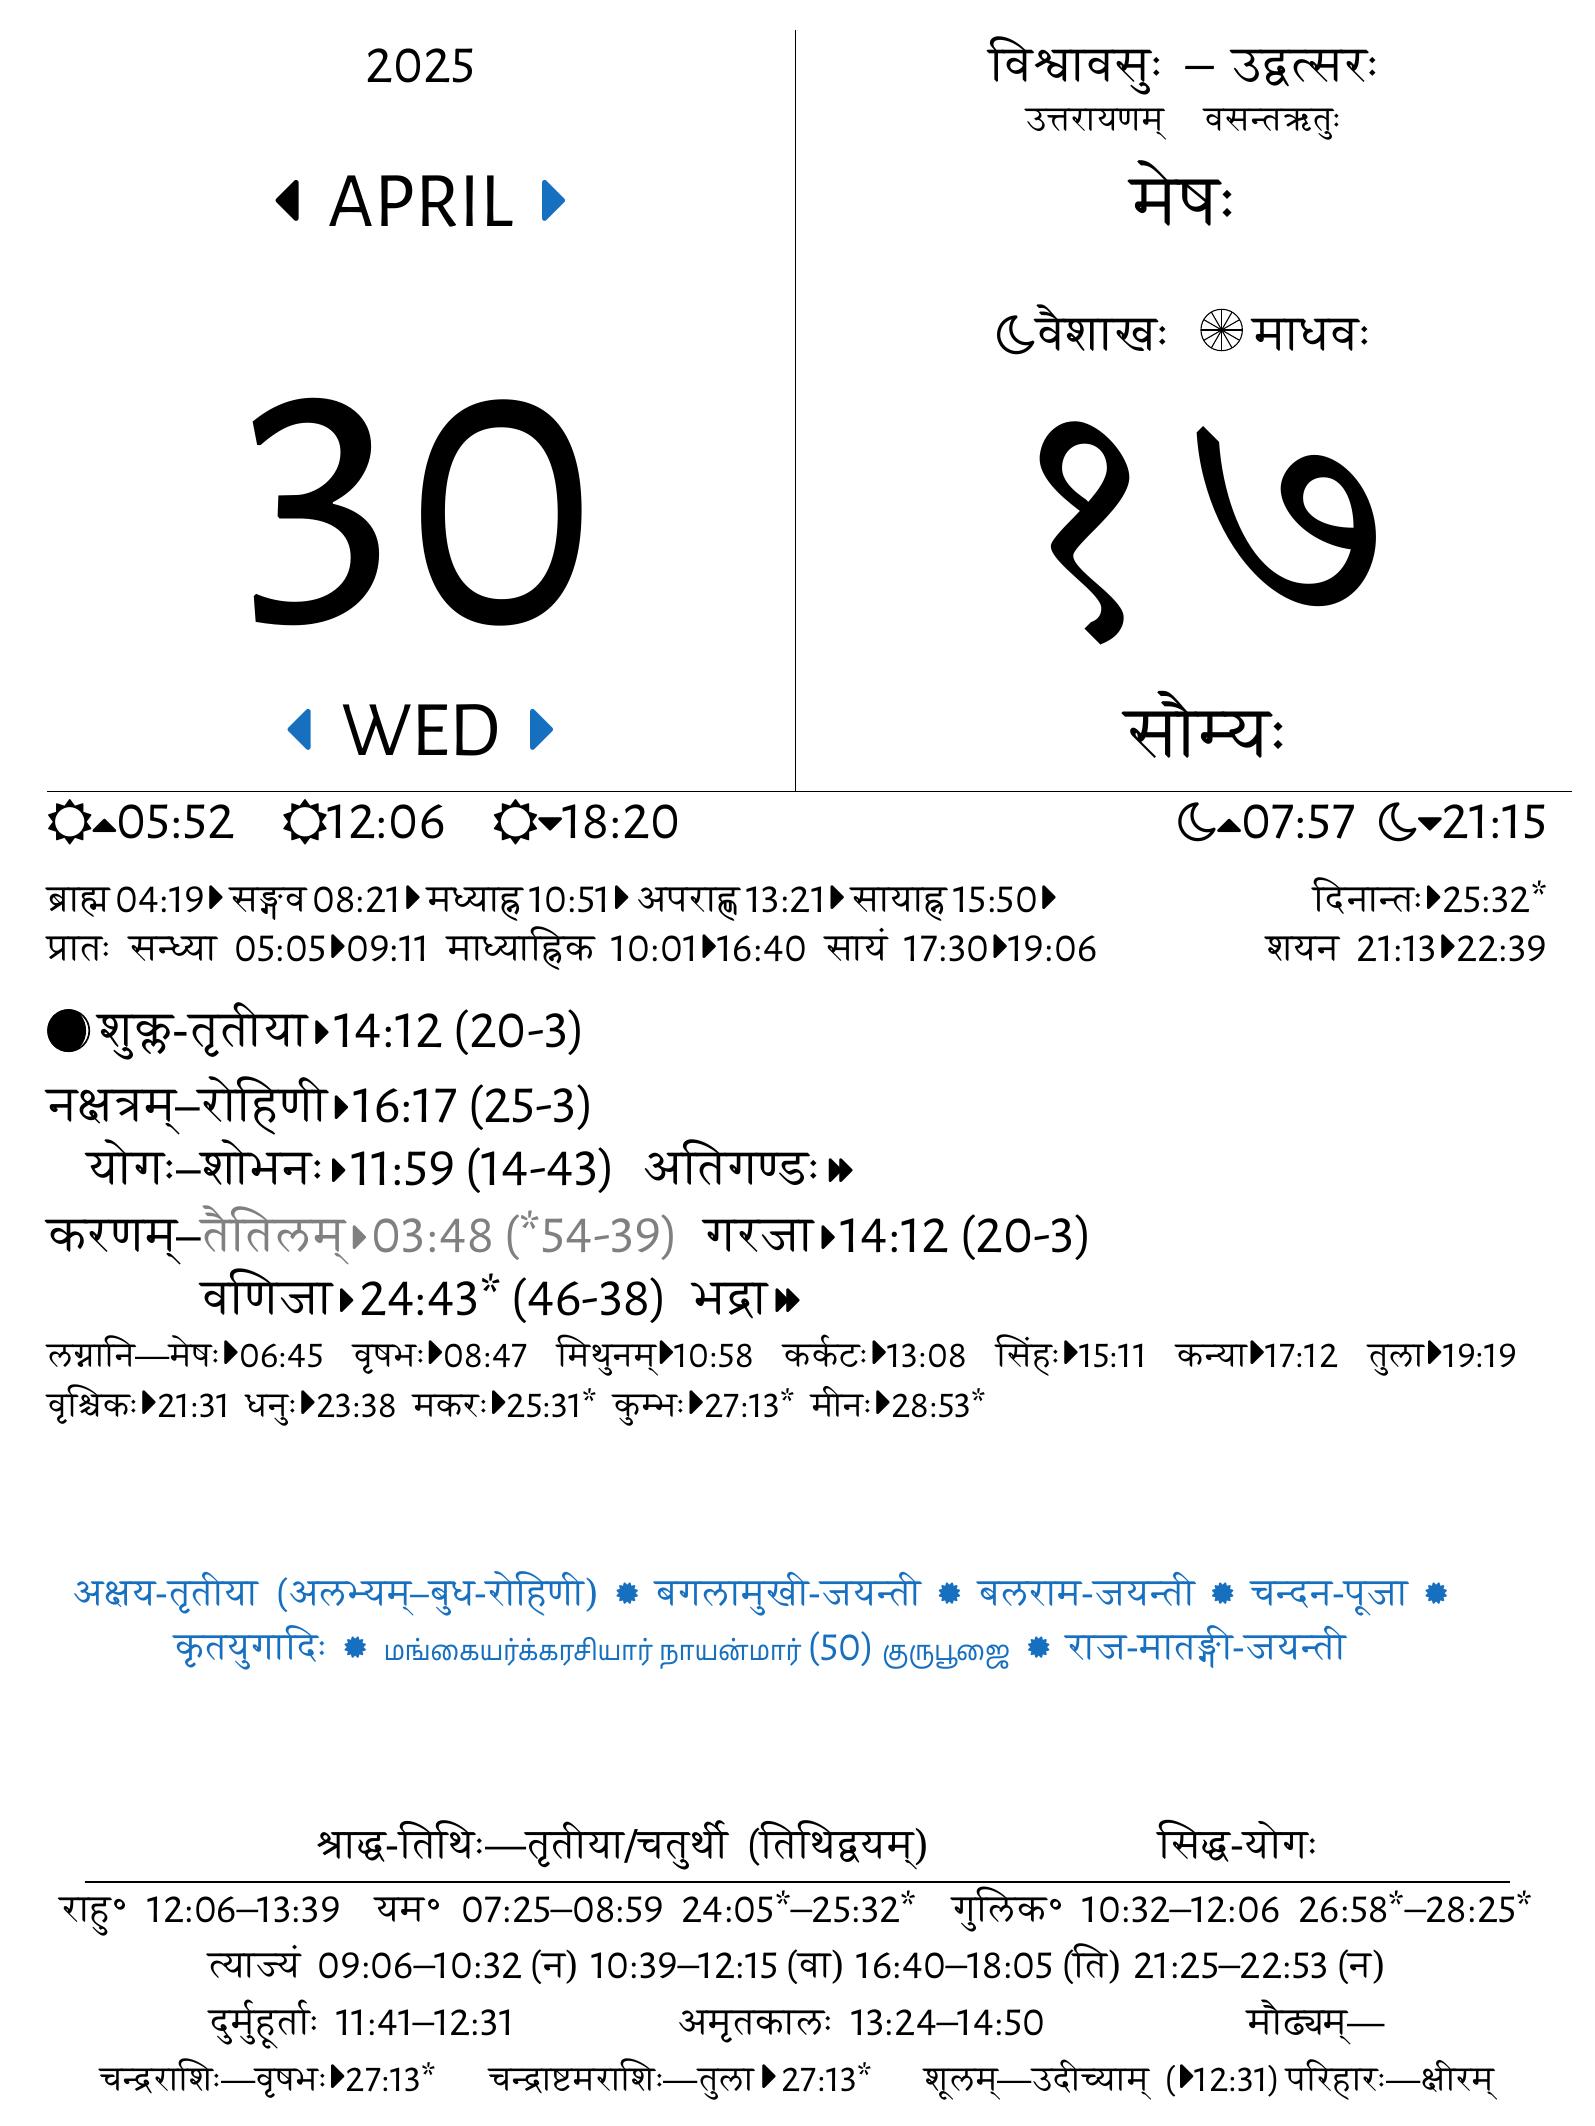 2025
APRIL
30
WED
विश्वावसुः – उद्वत्सरः
उत्तरायणम् वसन्तऋतुः
मेषः
वैशाखः माधवः
१७
सौम्यः
05:52 12:06 18:20 07:57 21:15
ब्राह्म 04:19 सङ्गव 08:21 मध्याह्न 10:51 अपराह्ण 13:21 सायाह्न 15:50 दिनान्तः 25:32*
प्रातः सन्ध्या 05:05 09:11 माध्याह्निक 10:01 16:40 सायं 17:30 19:06 शयन 21:13 22:39
शुक्ल-तृतीया 14:12 (20-3)
नक्षत्रम्–रोहिणी 16:17 (25-3)
योगः–शोभनः 11:59 (14-43) अतिगण्डः
करणम्–तैतिलम् 03:48 (*54-39) गरजा 14:12 (20-3)
वणिजा 24:43* (46-38) भद्रा
लग्नानि—मेषः 06:45 वृषभः 08:47 मिथुनम् 10:58 कर्कटः 13:08 सिंहः 15:11 कन्या 17:12 तुला 19:19
वृश्चिकः 21:31 धनुः 23:38 मकरः 25:31* कुम्भः 27:13* मीनः 28:53*
अक्षय-तृतीया (अलभ्यम्–बुध-रोहिणी) ✹ बगलामुखी-जयन्ती ✹ बलराम-जयन्ती ✹ चन्दन-पूजा ✹
कृतयुगादिः ✹ மங்கையர்க்கரசியார் நாயன்மார் (50) குருபூஜை ✹ राज-मातङ्गी-जयन्ती
श्राद्ध-तिथिः—तृतीया/चतुर्थी (तिथिद्वयम्) सिद्ध-योगः
राहु॰ 12:06–13:39 यम॰ 07:25–08:59 24:05*–25:32* गुलिक॰ 10:32–12:06 26:58*–28:25*
त्याज्यं 09:06–10:32 (न) 10:39–12:15 (वा) 16:40–18:05 (ति) 21:25–22:53 (न)
दुर्मुहूर्ताः 11:41–12:31 अमृतकालः 13:24–14:50 मौढ्यम्—
चन्द्रराशिः—वृषभः 27:13* चन्द्राष्टमराशिः—तुला 27:13* शूलम्—उदीच्याम् ( 12:31) परिहारः—क्षीरम्